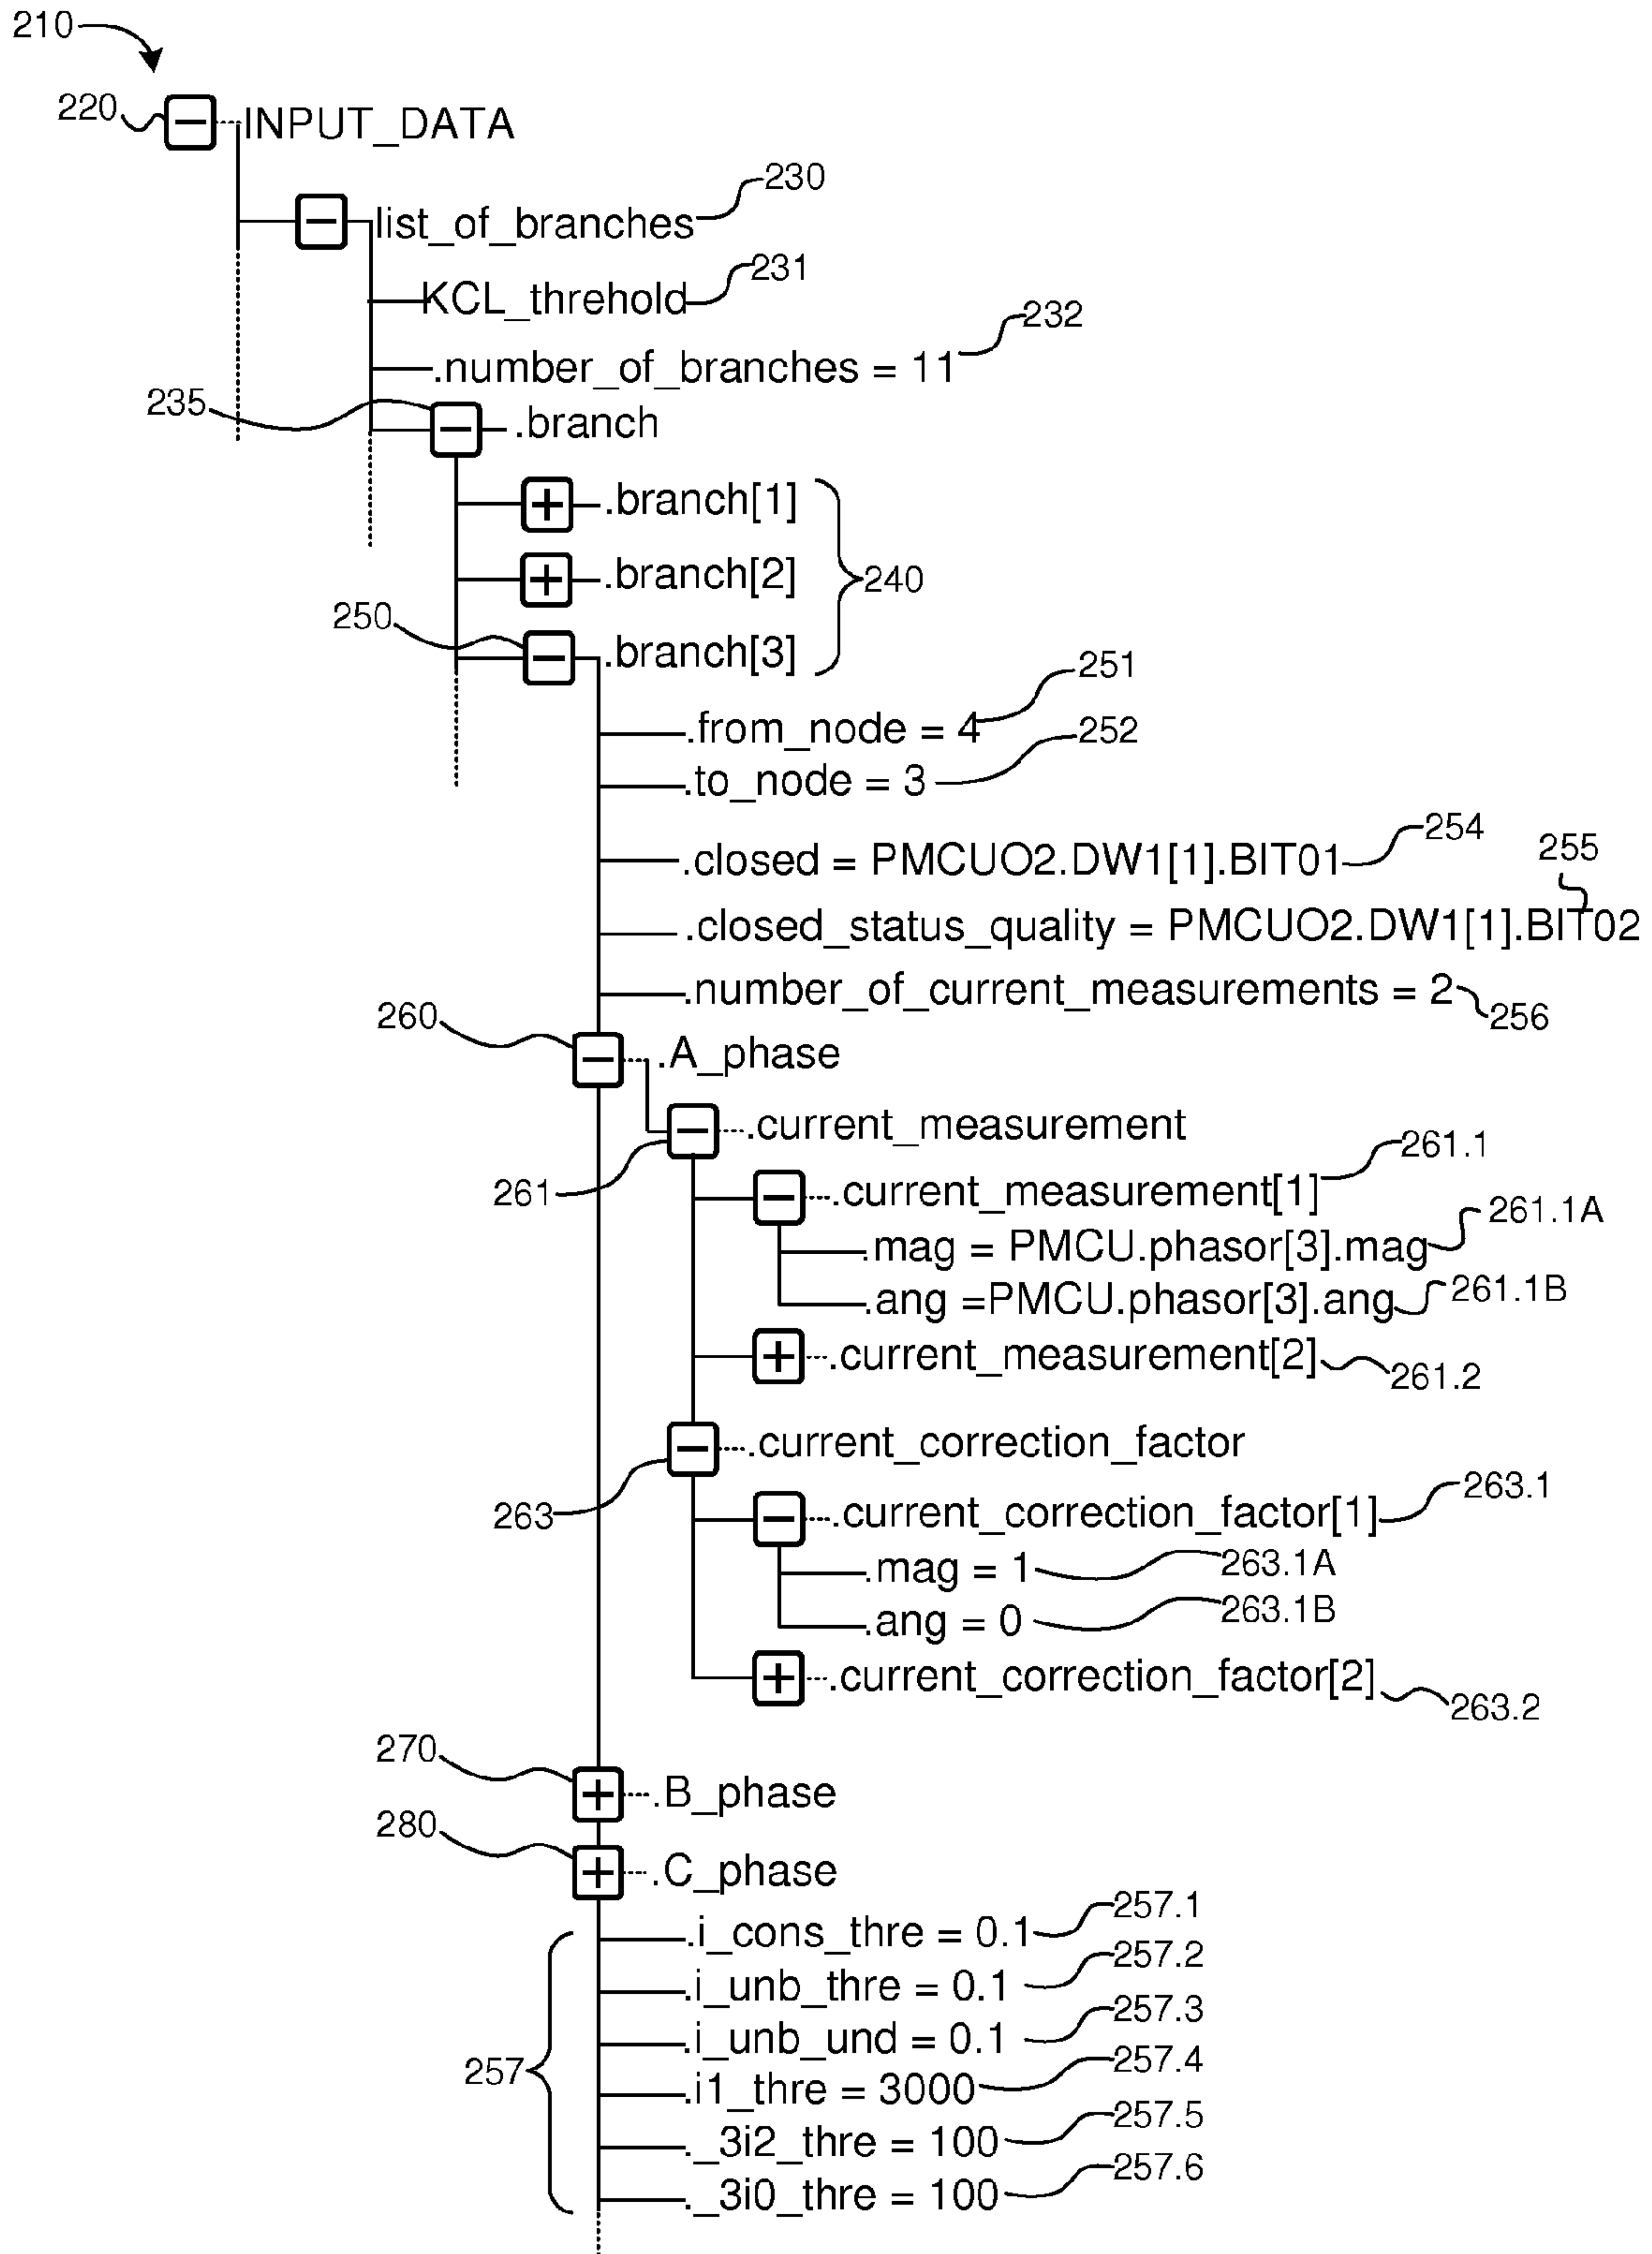 210
220 INPUT_DATA
230
list_of_branches
231
KCL_threhold
232
.number_of_branches = 11
235 .branch
.branch[1]
.branch[2] 240
250 .branch[3]
251
.from_node = 4
252
.to_node = 3
254
.closed = PMCUO2.DW1[1].BIT01
255
.closed_status_quality = PMCUO2.DW1[1].BIT02
.number_of_current_measurements = 2
256
260 .A_phase
.current_measurement
261.1
261 .current_measurement[1]
261.1A
.mag = PMCU.phasor[3].mag
.ang =PMCU.phasor[3].ang 261.1B
.current_measurement[2]
261.2
.current_correction_factor
263.1
263 .current_correction_factor[1]
.mag = 1 263.1A
.ang = 0 263.1B
.current_correction_factor[2]
263.2
270
.B_phase
280
.C_phase
257.1
.i_cons_thre = 0.1
257.2
.i_unb_thre = 0.1
257.3
.i_unb_und = 0.1
257.4
257 .i1_thre = 3000
257.5
._3i2_thre = 100
257.6
._3i0_thre = 100